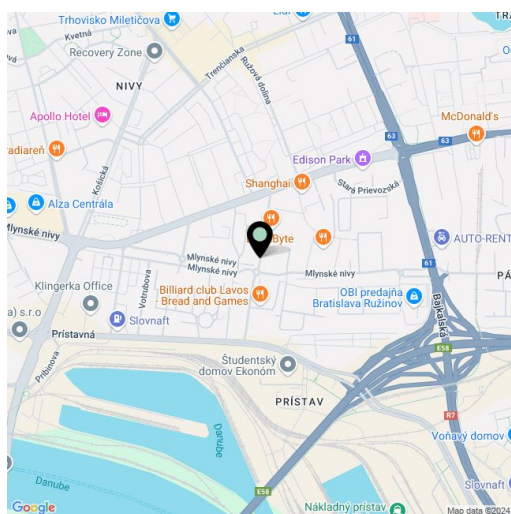 Trhovisko Miletičova
Kvetná
Recovery Zone
Trenčianska
Ružová dolina
61
NIVY
McDonald's
63
63
Apollo Hotel
Edison Park
Košická
Shanghai
Stará Prievozská
Alza Centrála
Byte
Mlynské nivy
AUTO-RENT
Mlynské nivy
Mlynské nivy
Mlynské nivy
61
Billiard club Lavos
Bread and Games
OBI predajňa
Bratislava Ružinov
Klingerka Office
Votrubova
Slovnaft
Bajkalská
Prístavná
Pribinova
Študentský
domov Ekonóm
E58
PRÍSTAV
R7
Voňavý domov
Danube
Danube
Slovnaft
E58
Nákladný prístav
Google
Map data ©2024